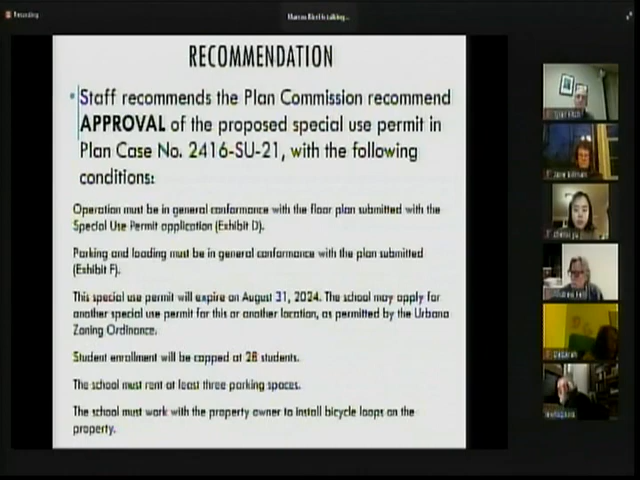 Recording
RECOMMENDATION
• Staff recommends the Plan Commission recommend
APPROVAL of the proposed special use permit in
Plan Case No. 2416-SU-21, with the following
conditions:
Operation must be in general conformance with the floor plan submitted with the
Special Use Permit application (Exhibit D).
Parking and loading must be in general conformance with the plan submitted
(Exhibit F).
This special use permit will expire on August 31, 2024. The school may apply for
another special use permit for this or another location, as permitted by the Urbana
Zoning Ordinance.
Student enrollment will be capped at 28 students.
The school must rent at least three parking spaces.
The school must work with the property owner to install bicycle loops on the
property.